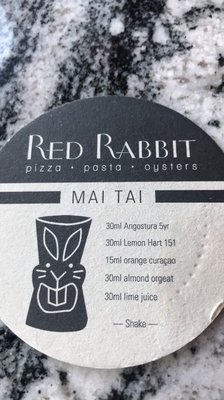 RED RABBIT
pizza • pasta • oysters
MAI TAI
30ml Angostura 5yr
30ml Lemon Hart 151
15ml orange curaçao
30ml almond orgeat
30ml lime juice
— Shake —